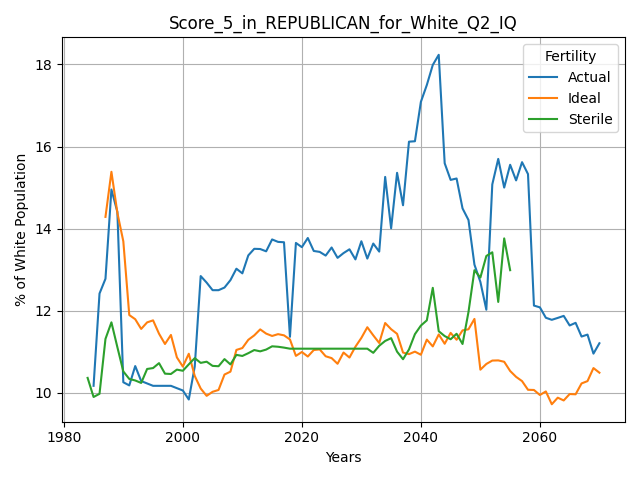 Score_5_in_REPUBLICAN_for_White_Q2_IQ
Fertility
Actual
Ideal
Sterile
% of White Population
18
16
14
12
10
1980
2000
2020
2040
2060
Years